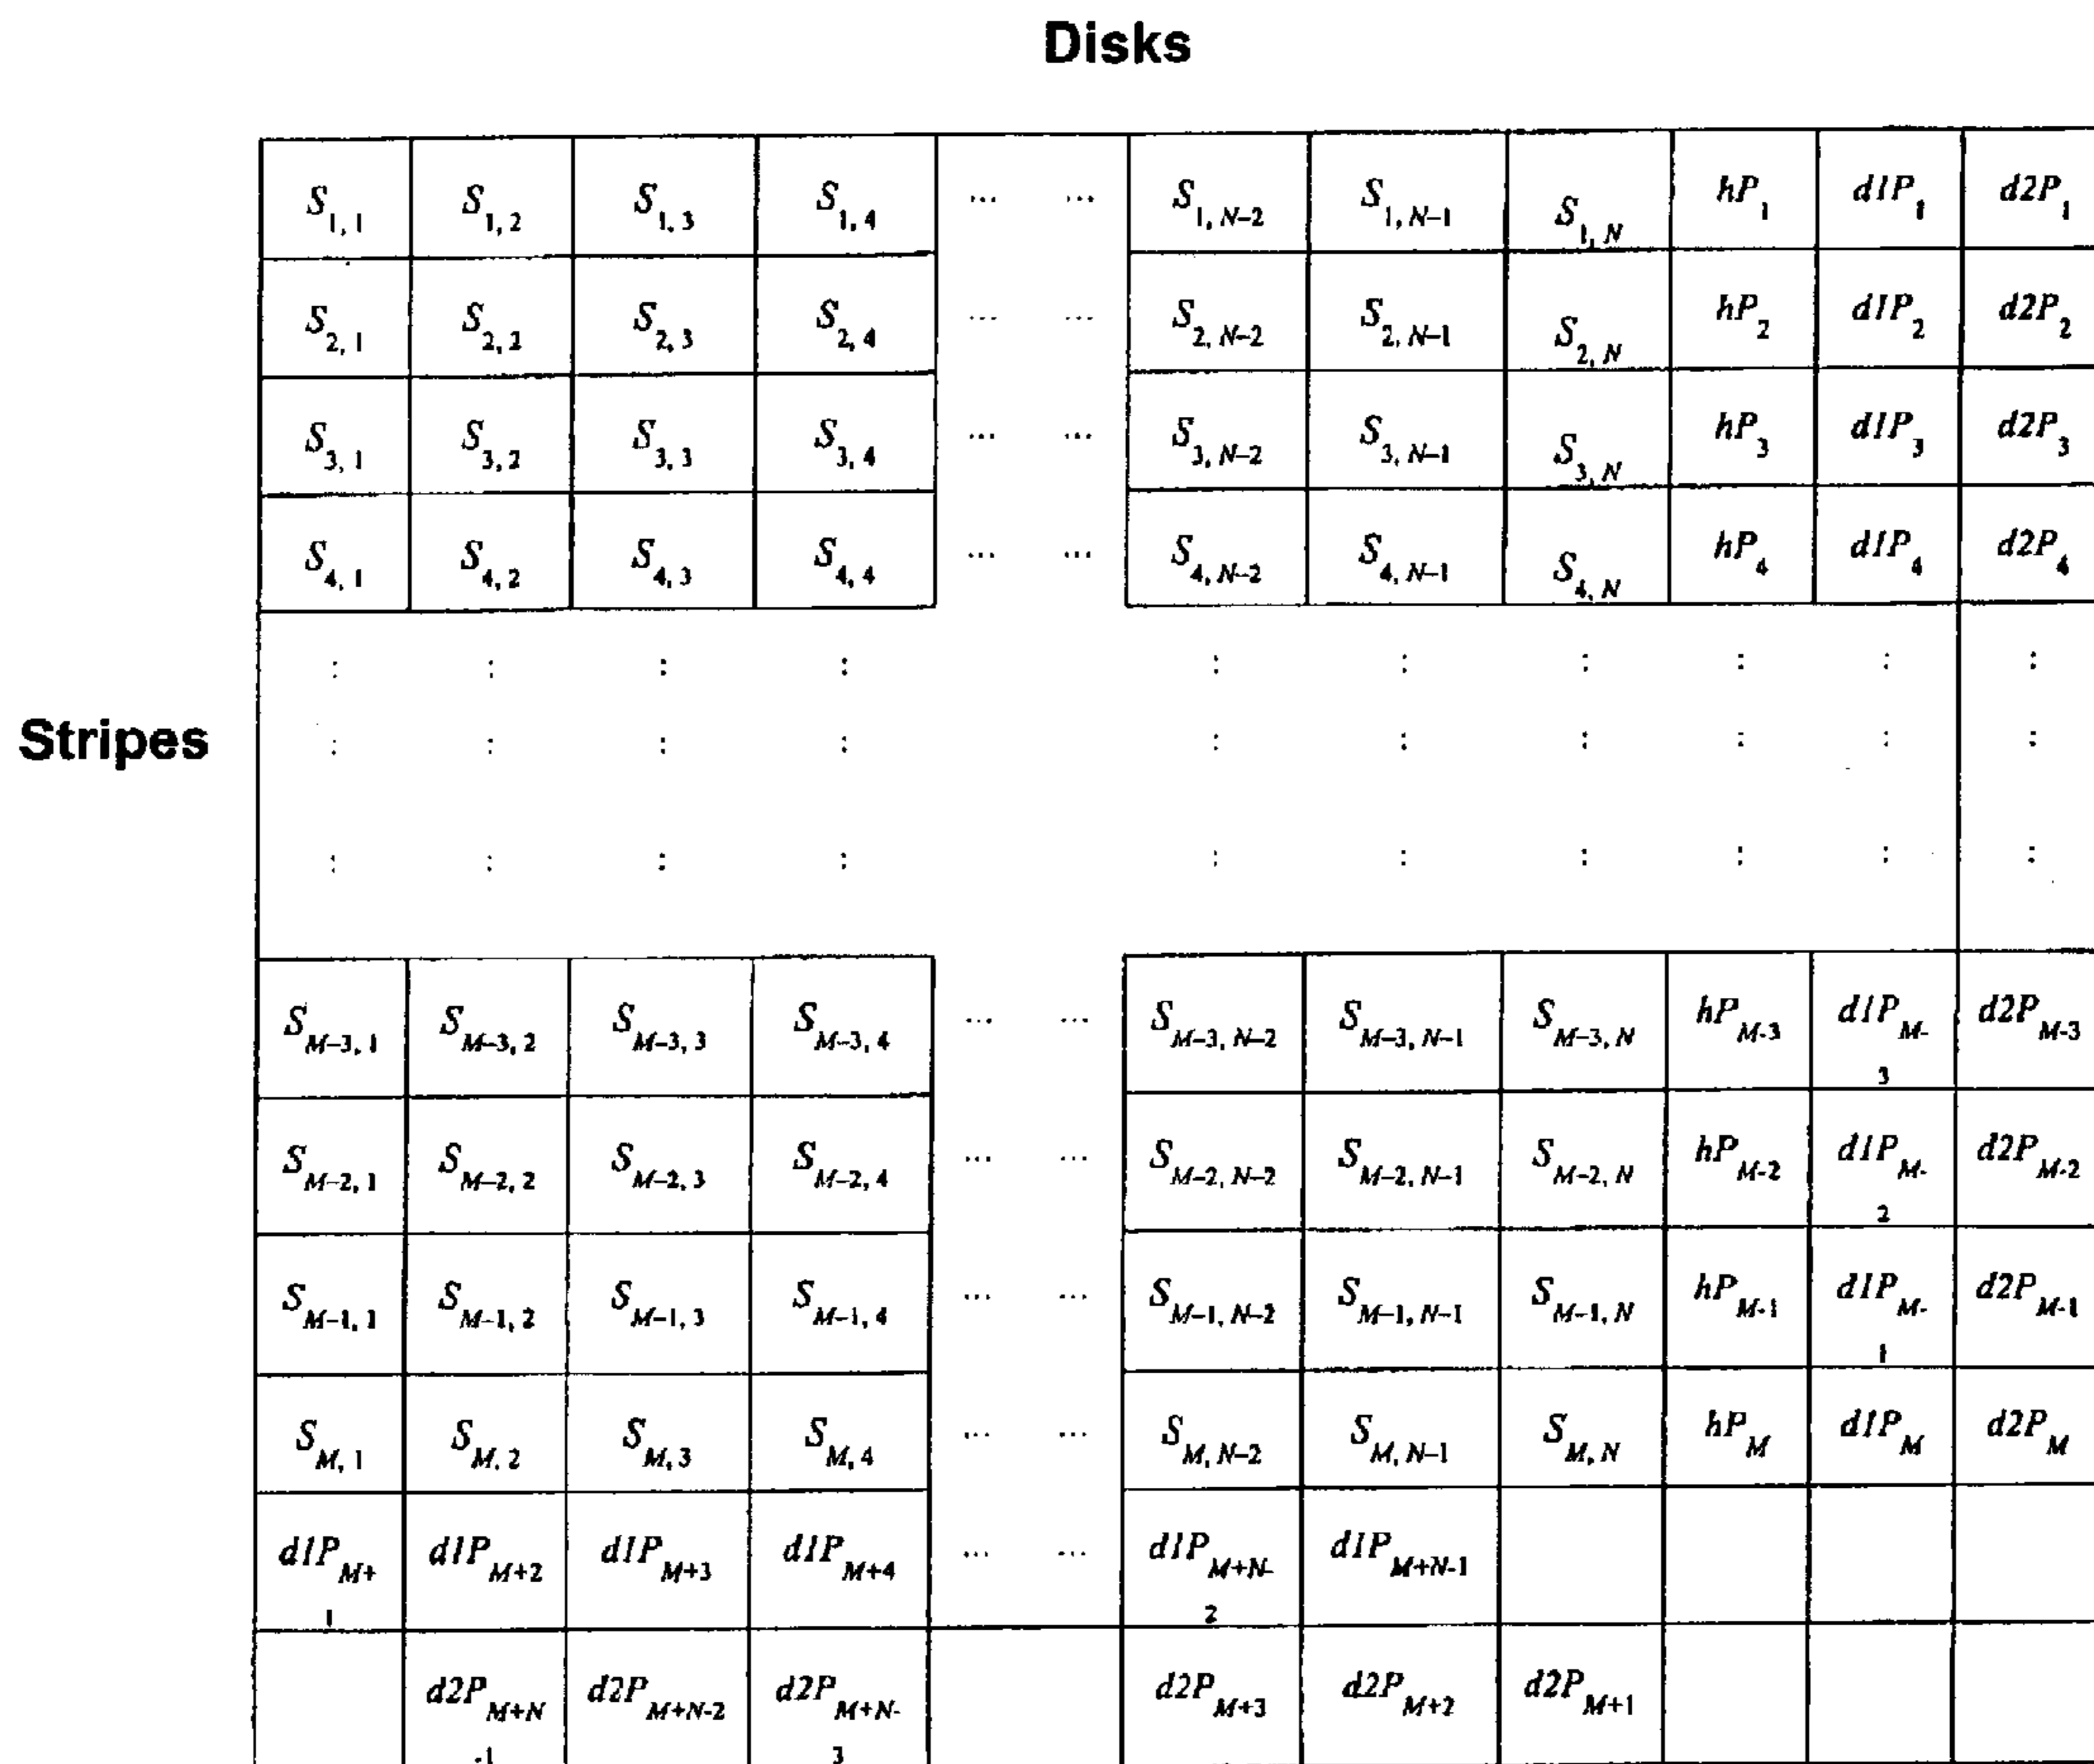 Disks
S1, 1 S1, 2 S1, 3 S1, 4 ... ... S1, N–2 S1, N–1 S1, N hP1 d1P1 d2P1
S2, 1 S2, 2 S2, 3 S2, 4 ... ... S2, N–2 S2, N–1 S2, N hP2 d1P2 d2P2
S3, 1 S3, 2 S3, 3 S3, 4 ... ... S3, N–2 S3, N–1 S3, N hP3 d1P3 d2P3
S4, 1 S4, 2 S4, 3 S4, 4 ... ... S4, N–2 S4, N–1 S4, N hP4 d1P4 d2P4
: : : : : : : : : :
Stripes : : : : : : : : : :
: : : : : : : : : :
SM–3, 1 SM–3, 2 SM–3, 3 SM–3, 4 ... ... SM–3, N–2 SM–3, N–1 SM–3, N hPM-3 d1PM-3 d2PM-3
SM–2, 1 SM–2, 2 SM–2, 3 SM–2, 4 ... ... SM–2, N–2 SM–2, N–1 SM–2, N hPM-2 d1PM-2 d2PM-2
SM–1, 1 SM–1, 2 SM–1, 3 SM–1, 4 ... ... SM–1, N–2 SM–1, N–1 SM–1, N hPM-1 d1PM-1 d2PM-1
SM, 1 SM, 2 SM, 3 SM, 4 ... ... SM, N–2 SM, N–1 SM, N hPM d1PM d2PM
d1PM+1 d1PM+2 d1PM+3 d1PM+4 ... ... d1PM+N-2 d1PM+N-1
d2PM+N-1 d2PM+N-2 d2PM+N-3 d2PM+3 d2PM+2 d2PM+1